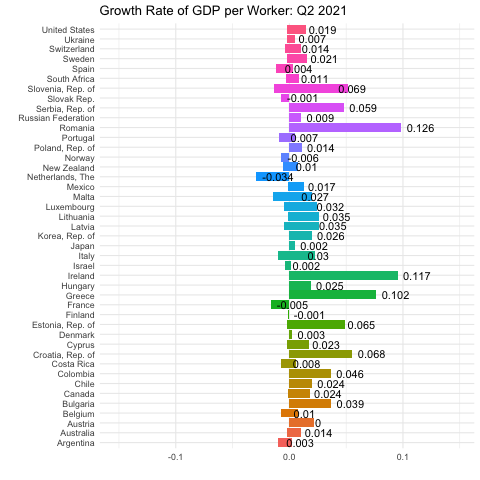 Growth Rate of GDP per Worker: Q2 2021
United States 0.019
Ukraine 0.007
Switzerland 0.014
Sweden 0.021
Spain 0.004
South Africa 0.011
Slovenia, Rep. of 0.069
Slovak Rep. -0.001
Serbia, Rep. of 0.059
Russian Federation 0.009
Romania 0.126
Portugal 0.007
Poland, Rep. of 0.014
Norway -0.006
New Zealand 0.01
Netherlands, The -0.034
Mexico 0.017
Malta 0.027
Luxembourg 0.032
Lithuania 0.035
Latvia 0.035
Korea, Rep. of 0.026
Japan 0.002
Italy 0.03
Israel 0.002
Ireland 0.117
Hungary 0.025
Greece 0.102
France -0.005
Finland -0.001
Estonia, Rep. of 0.065
Denmark 0.003
Cyprus 0.023
Croatia, Rep. of 0.068
Costa Rica 0.008
Colombia 0.046
Chile 0.024
Canada 0.024
Bulgaria 0.039
Belgium 0.01
Austria 0
Australia 0.014
Argentina 0.003
-0.1 0.0 0.1